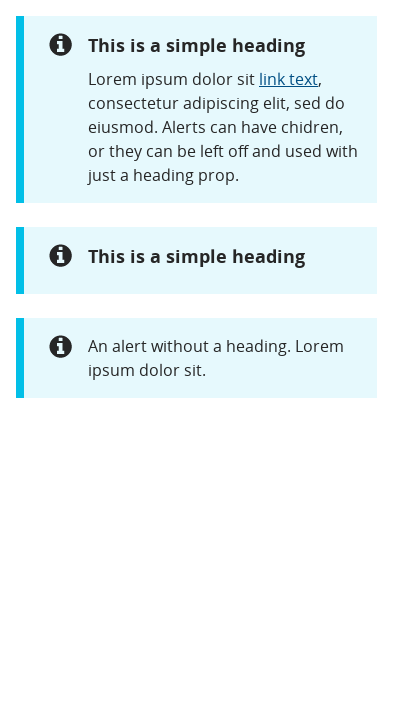 This is a simple heading
Lorem ipsum dolor sit link text,
consectetur adipiscing elit, sed do
eiusmod. Alerts can have chidren,
or they can be left off and used with
just a heading prop.
This is a simple heading
An alert without a heading. Lorem
ipsum dolor sit.